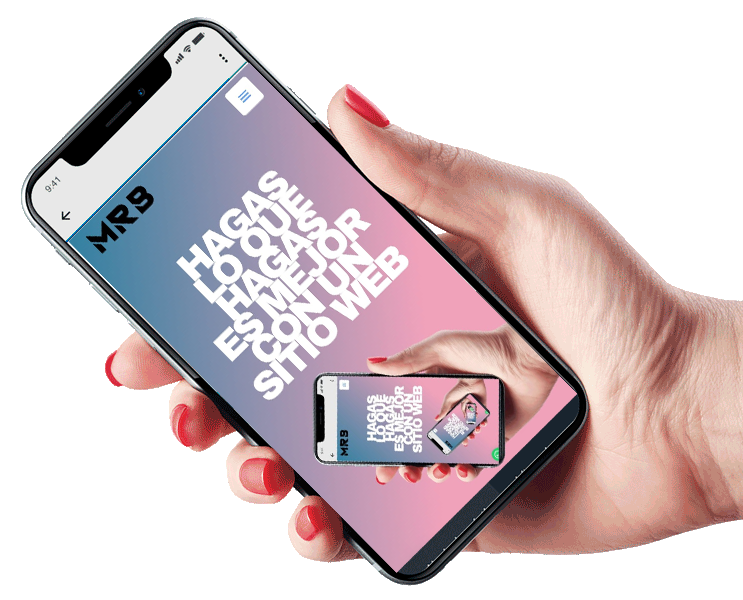 9:41
MRB
HAGAS
LO QUE
HAGAS
ES MEJOR
CON UN
SITIO WEB
MRB
HAGAS
LO QUE
HAGAS
ES MEJOR
CON UN
SITIO WEB